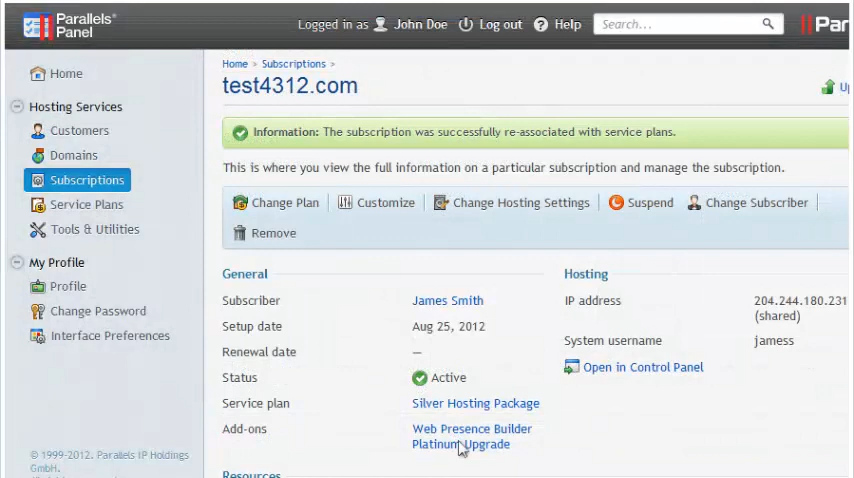 Parallels®
Panel
Logged in as John Doe Log out Help Search... Par
Home
Hosting Services
Customers
Domains
Subscriptions
Service Plans
Tools & Utilities
My Profile
Profile
Change Password
Interface Preferences
© 1999-2012. Parallels IP Holdings
GmbH.
Home > Subscriptions >
test4312.com
Information: The subscription was successfully re-associated with service plans.
This is where you view the full information on a particular subscription and manage the subscription.
Change Plan Customize Change Hosting Settings Suspend Change Subscriber
Remove
General
Subscriber James Smith
Setup date Aug 25, 2012
Renewal date —
Status Active
Service plan Silver Hosting Package
Add-ons Web Presence Builder
Platinum Upgrade
Resources
Hosting
IP address 204.244.180.231
(shared)
System username jamess
Open in Control Panel